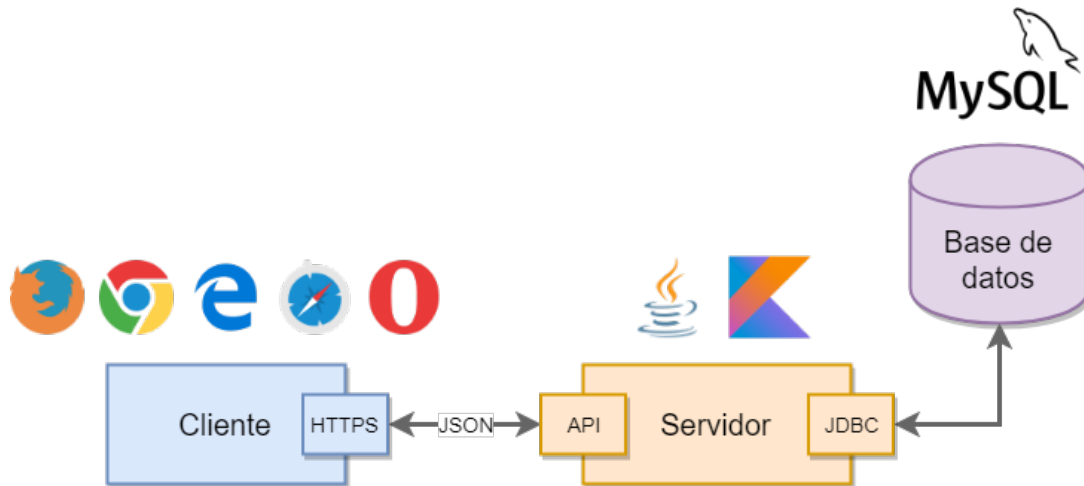 MySQL
Base de
datos
Cliente
HTTPS
JSON
API
Servidor
JDBC